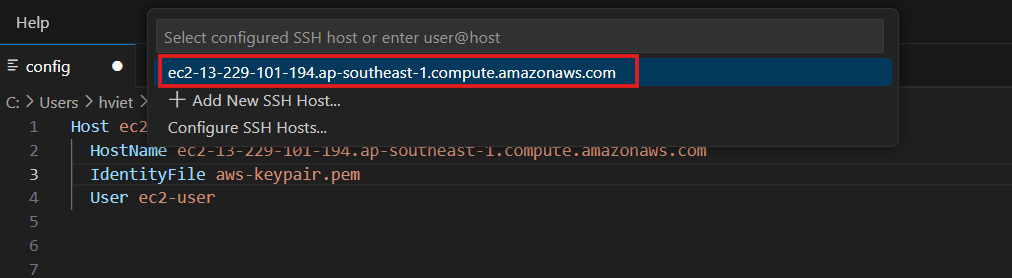 Help
Select configured SSH host or enter user@host
config
ec2-13-229-101-194.ap-southeast-1.compute.amazonaws.com
Add New SSH Host...
Configure SSH Hosts...
C: > Users > hviet >
1 Host ec2
2 HostName ec2-13-229-101-194.ap-southeast-1.compute.amazonaws.com
3 IdentityFile aws-keypair.pem
4 User ec2-user
5
6
7